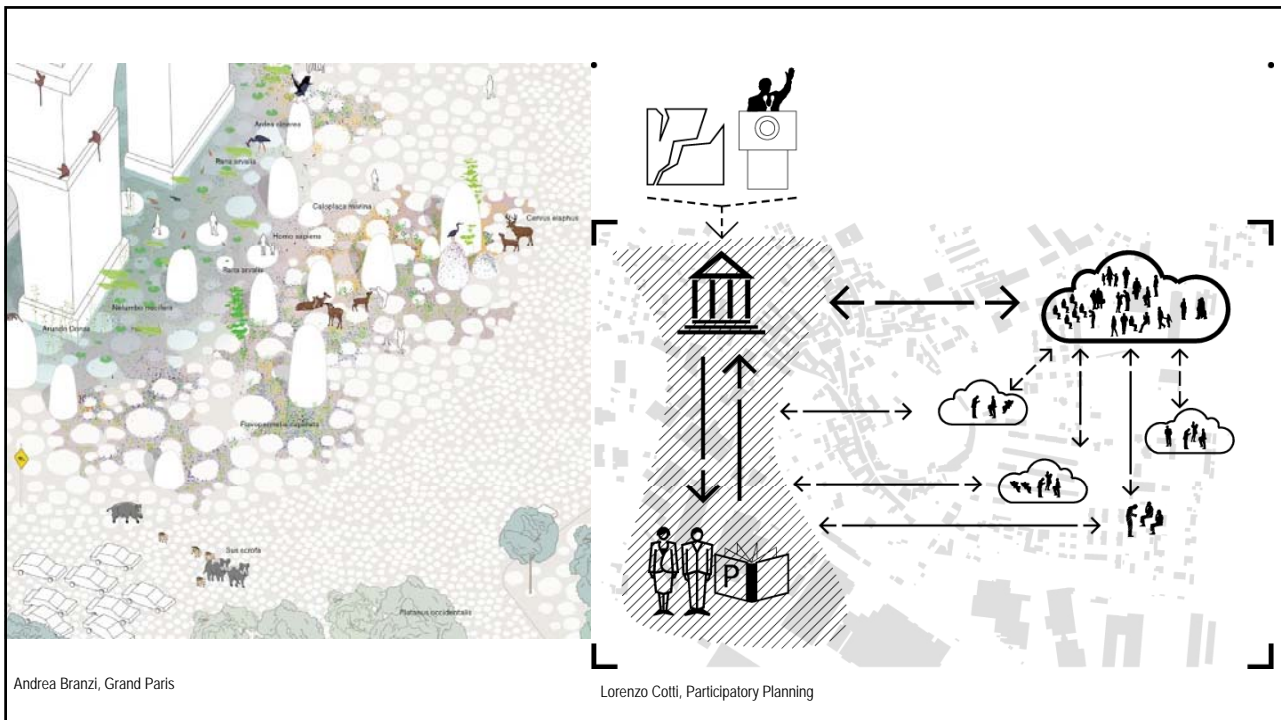 Ardea cinerea
Rana arvalis
Caloplaca marina
Cervus elaphus
Homo sapiens
Rana arvalis
Nelumbo nucifera
Arundo Donax
Sus scrofa
Platanus occidentalis
P
Andrea Branzi, Grand Paris
Lorenzo Cotti, Participatory Planning